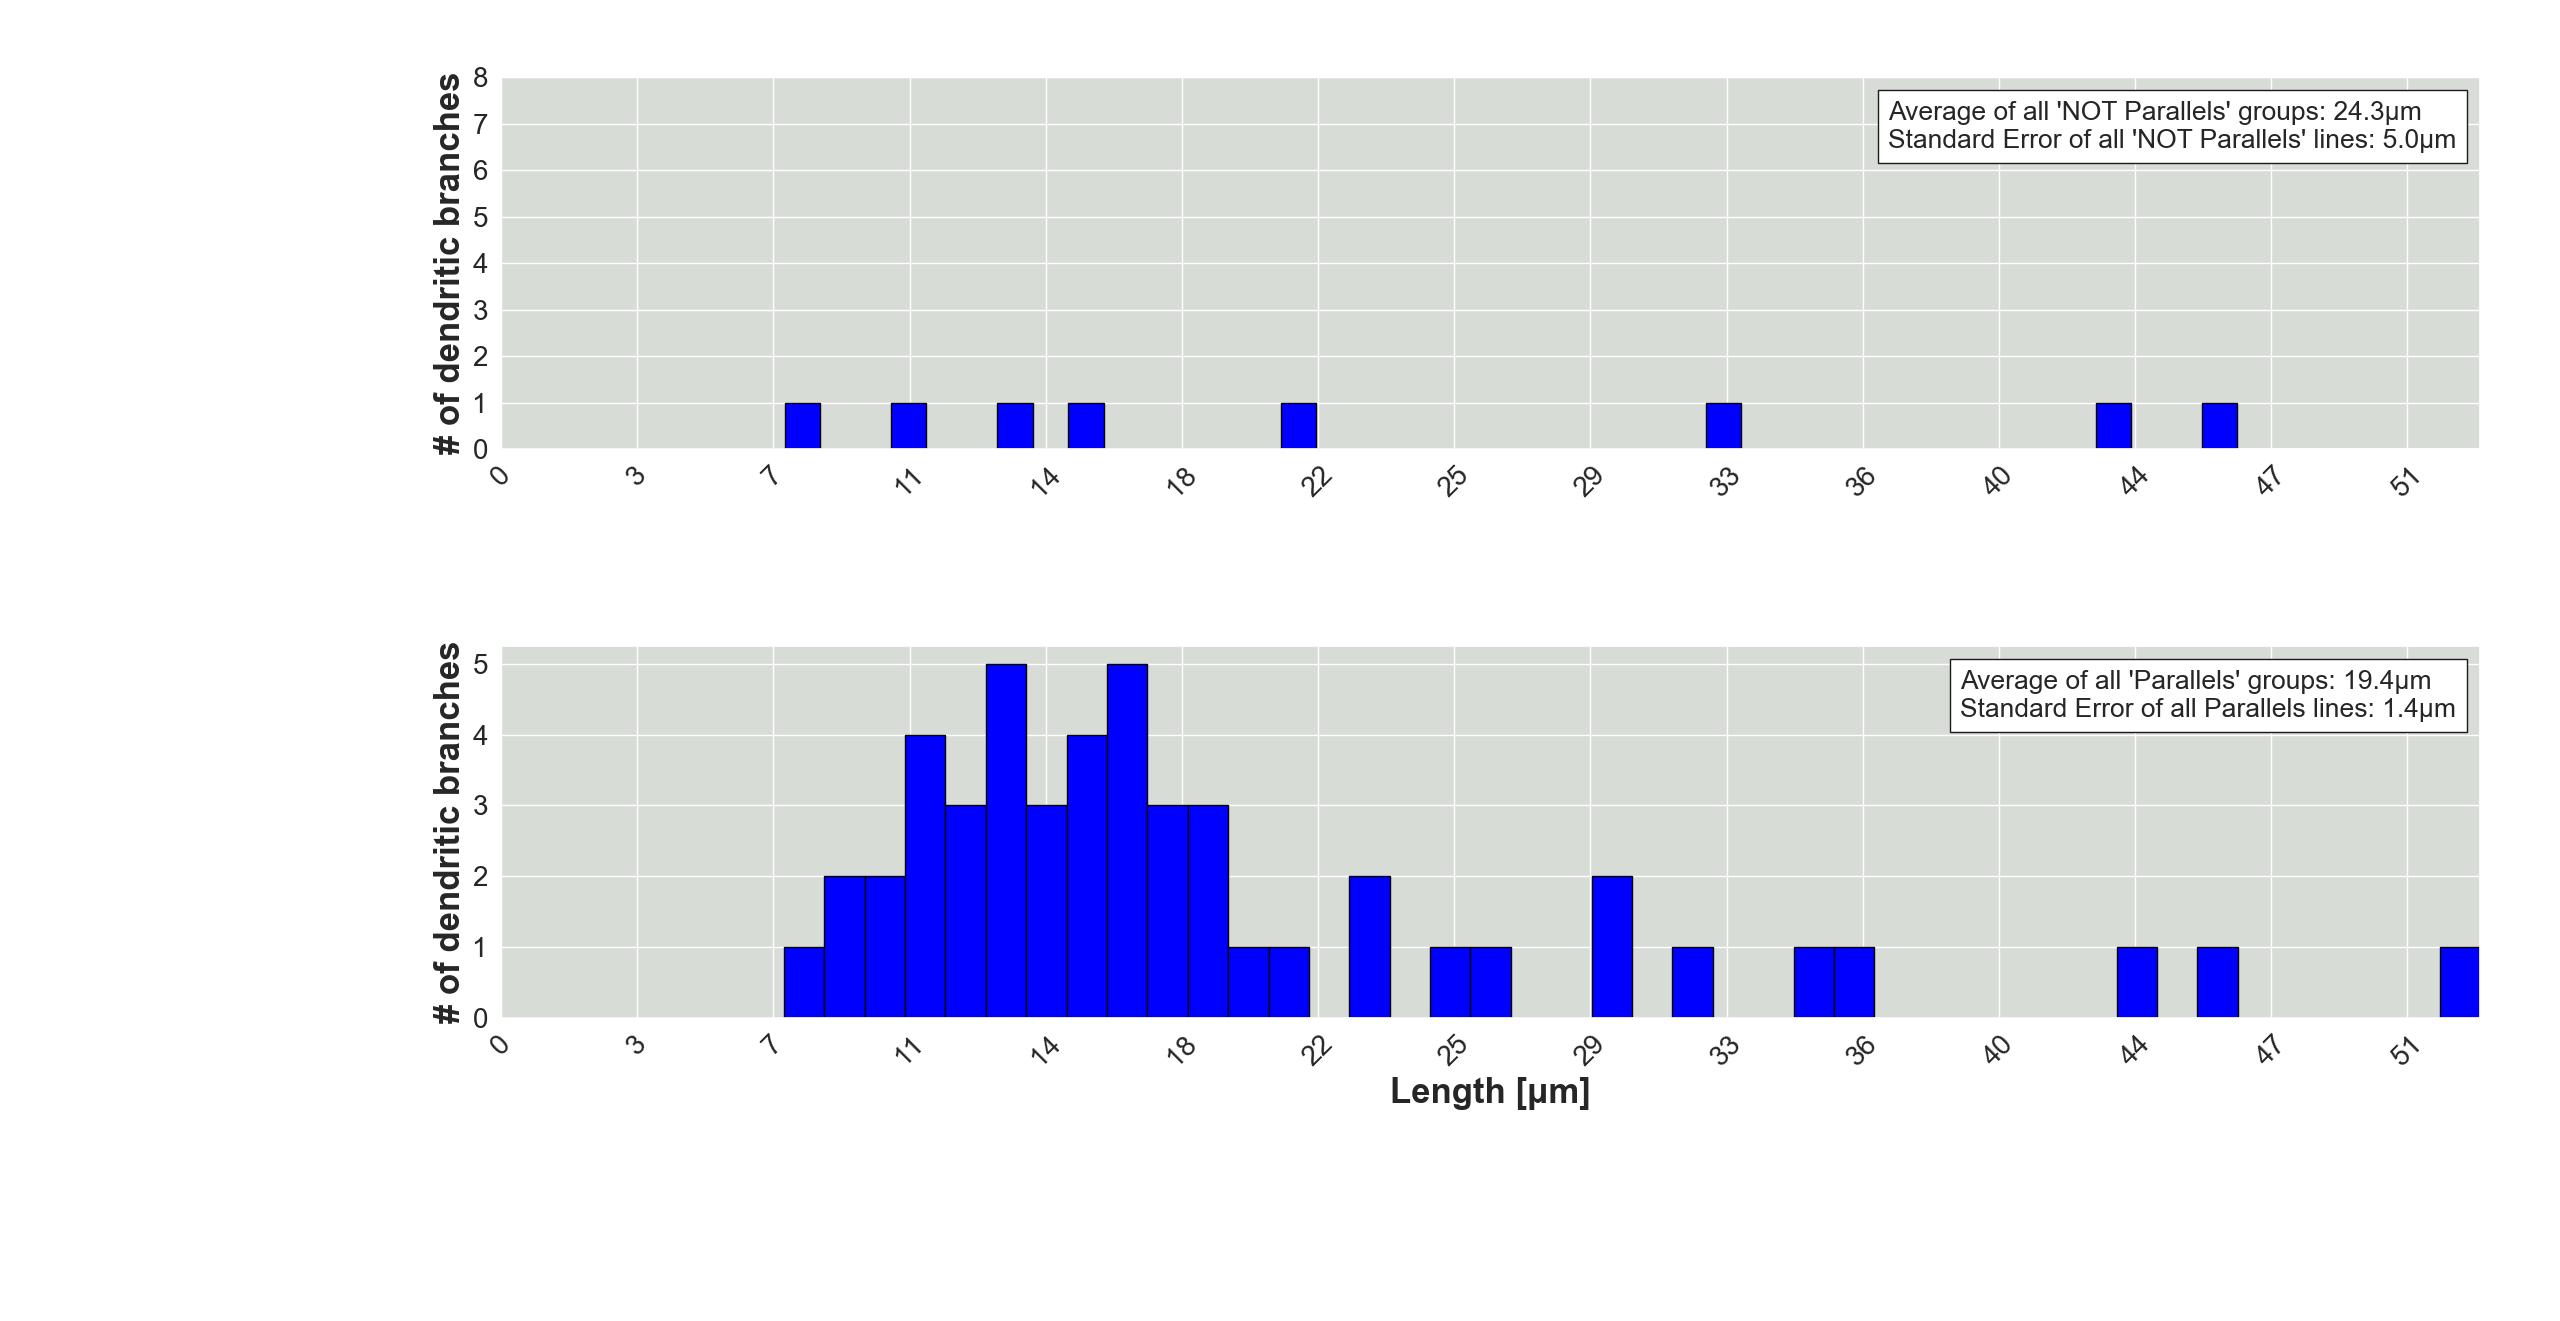 # of dendritic branches
8
7
6
5
4
3
2
1
0
Average of all 'NOT Parallels' groups: 24.3µm
Standard Error of all 'NOT Parallels' lines: 5.0µm
0 3 7 11 14 18 22 25 29 33 36 40 44 47 51
# of dendritic branches
5
4
3
2
1
0
Average of all 'Parallels' groups: 19.4µm
Standard Error of all Parallels lines: 1.4µm
0 3 7 11 14 18 22 25 29 33 36 40 44 47 51
Length [µm]